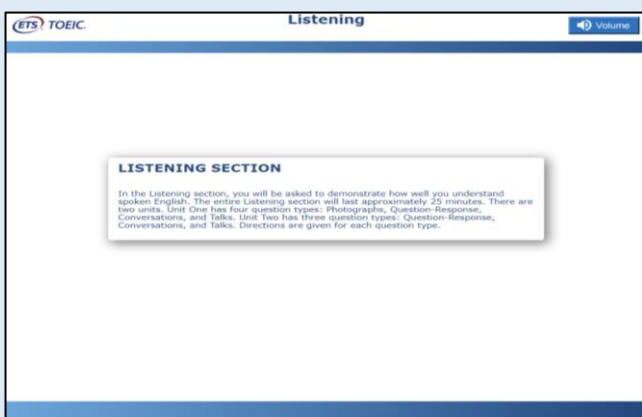 ETS TOEIC.
Listening
Volume
LISTENING SECTION
In the Listening section, you will be asked to demonstrate how well you understand
spoken English. The entire Listening section will last approximately 25 minutes. There are
two units. Unit One has four question types: Photographs, Question-Response,
Conversations, and Talks. Unit Two has three question types: Question-Response,
Conversations, and Talks. Directions are given for each question type.